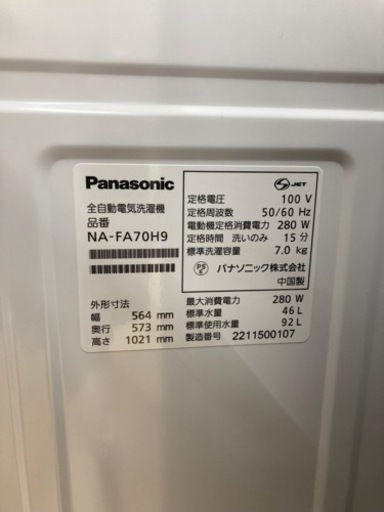 Panasonic
全自動電気洗濯機
品番
NA-FA70H9
外形寸法
幅 564 mm
奥行 573 mm
高さ 1021 mm
S JET
定格電圧 100 V
定格周波数 50/60 Hz
電動機定格消費電力 280 W
定格時間 洗いのみ 15 分
標準洗濯容量 7.0 kg
PS E パナソニック株式会社
中国製
最大消費電力 280 W
標準水量 46 L
標準使用水量 92 L
製造番号 2211500107